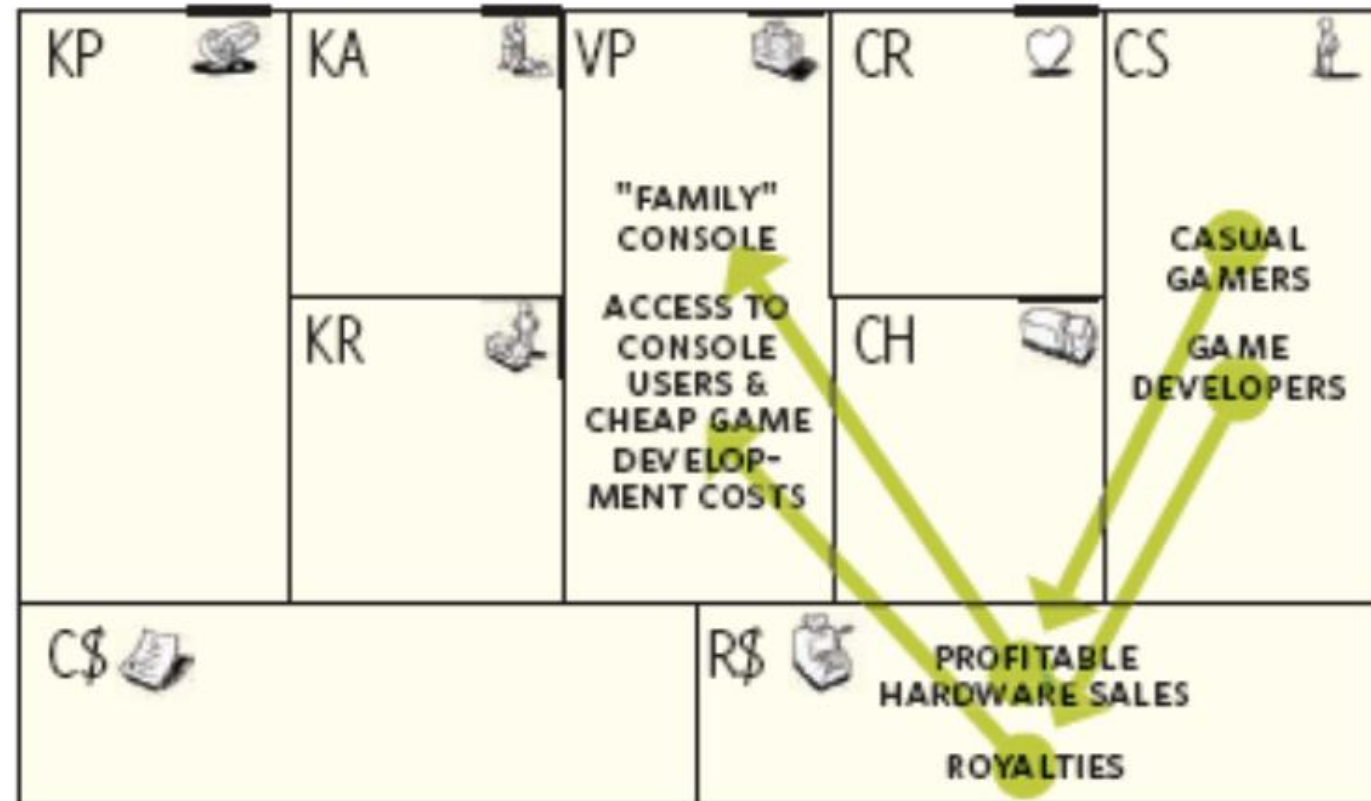 KP
KA
VP
CR
CS
"FAMILY"
CONSOLE
ACCESS TO
CONSOLE
USERS &
CHEAP GAME
DEVELOP-
MENT COSTS
CASUAL
GAMERS
GAME
DEVELOPERS
KR
CH
C$
R$
PROFITABLE
HARDWARE SALES
ROYALTIES